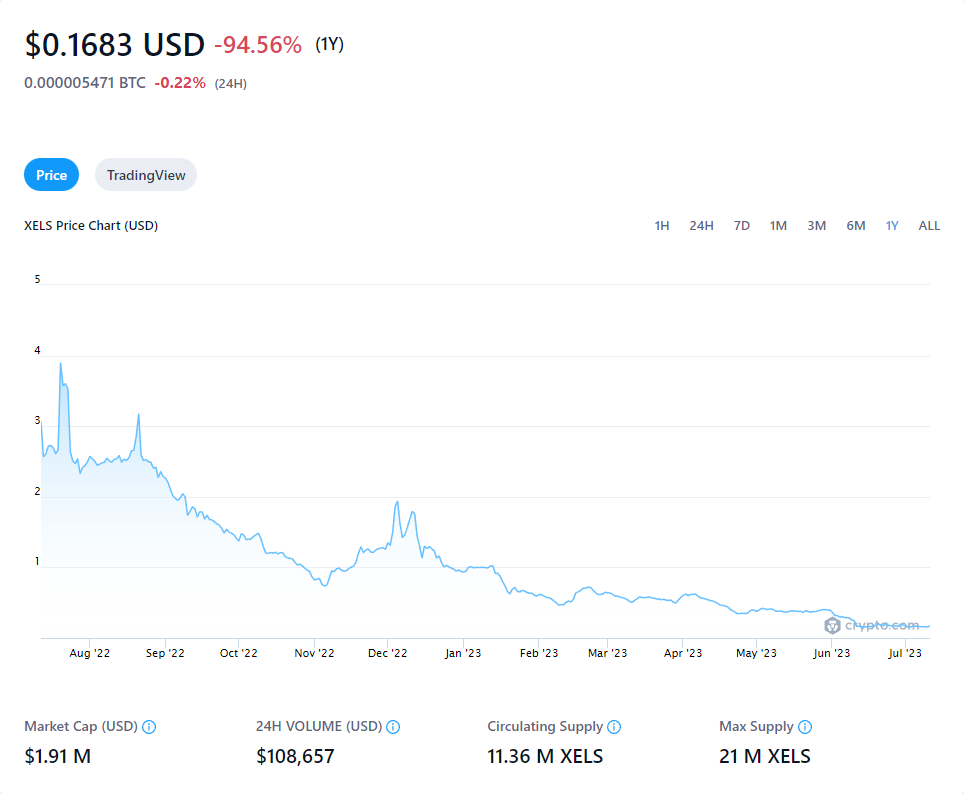 $0.1683 USD -94.56% (1Y)
0.000005471 BTC -0.22% (24H)
Price TradingView
XELS Price Chart (USD) 1H 24H 7D 1M 3M 6M 1Y ALL
5
4
3
2
1
crypto.com
Aug '22 Sep '22 Oct '22 Nov '22 Dec '22 Jan '23 Feb '23 Mar '23 Apr '23 May '23 Jun '23 Jul '23
Market Cap (USD) 24H VOLUME (USD) Circulating Supply Max Supply
$1.91 M $108,657 11.36 M XELS 21 M XELS